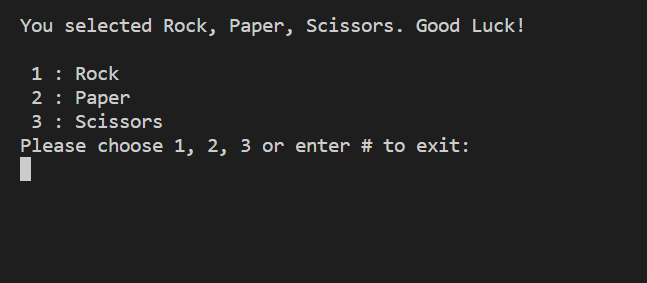 You selected Rock, Paper, Scissors. Good Luck!
1 : Rock
2 : Paper
3 : Scissors
Please choose 1, 2, 3 or enter # to exit: